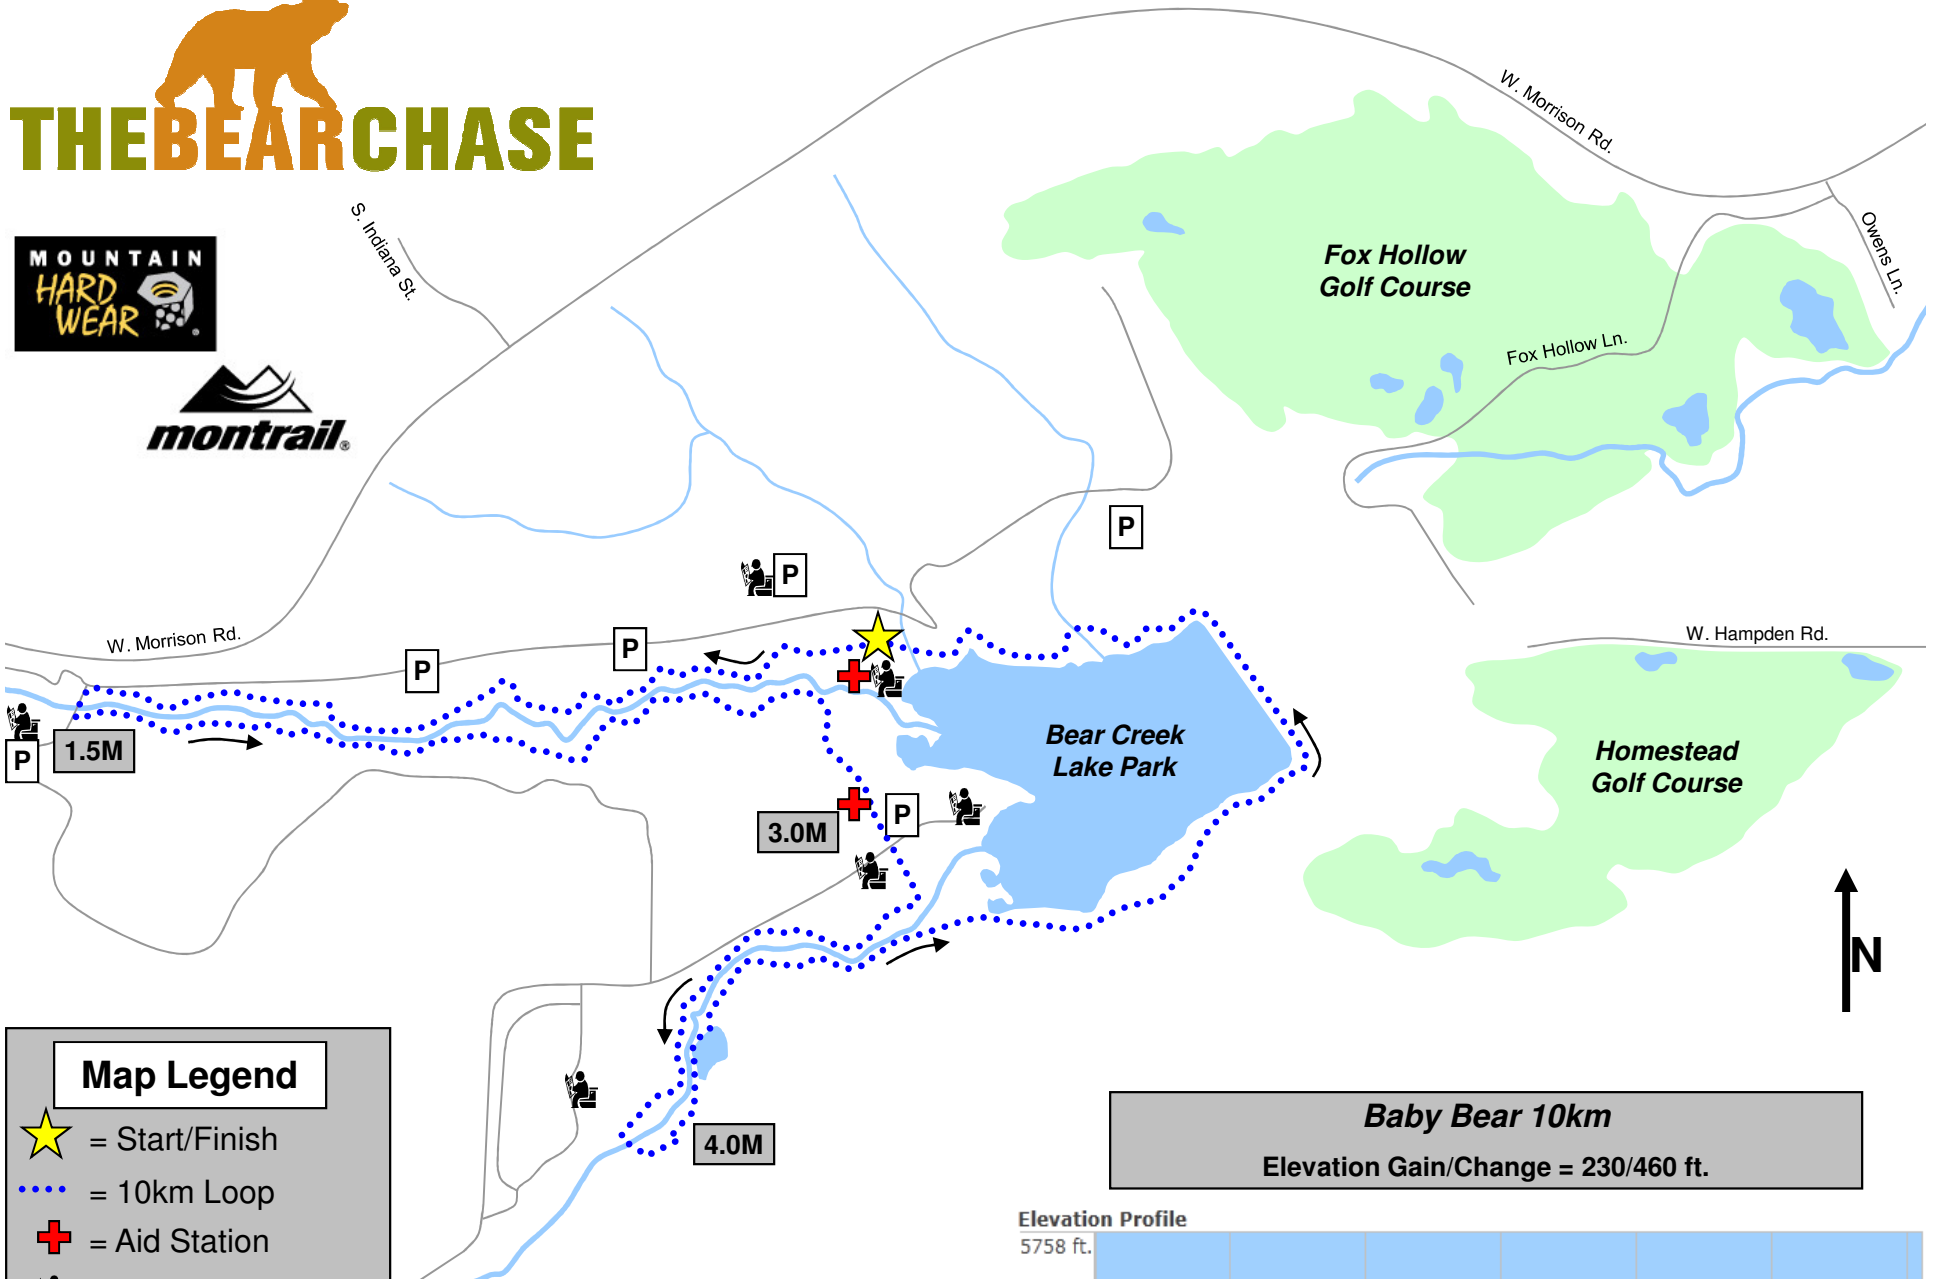 THEBEARCHASE
W. Morrison Rd.
S. Indiana St.
Owens Ln.
MOUNTAIN
HARD
WEAR
Fox Hollow
Golf Course
Fox Hollow Ln.
montrail®
P
P
W. Morrison Rd.
W. Hampden Rd.
P
P
1.5M
P
Bear Creek
Lake Park
Homestead
Golf Course
3.0M
P
N
Map Legend
= Start/Finish
= 10km Loop
= Aid Station
4.0M
Baby Bear 10km
Elevation Gain/Change = 230/460 ft.
Elevation Profile
5758 ft.